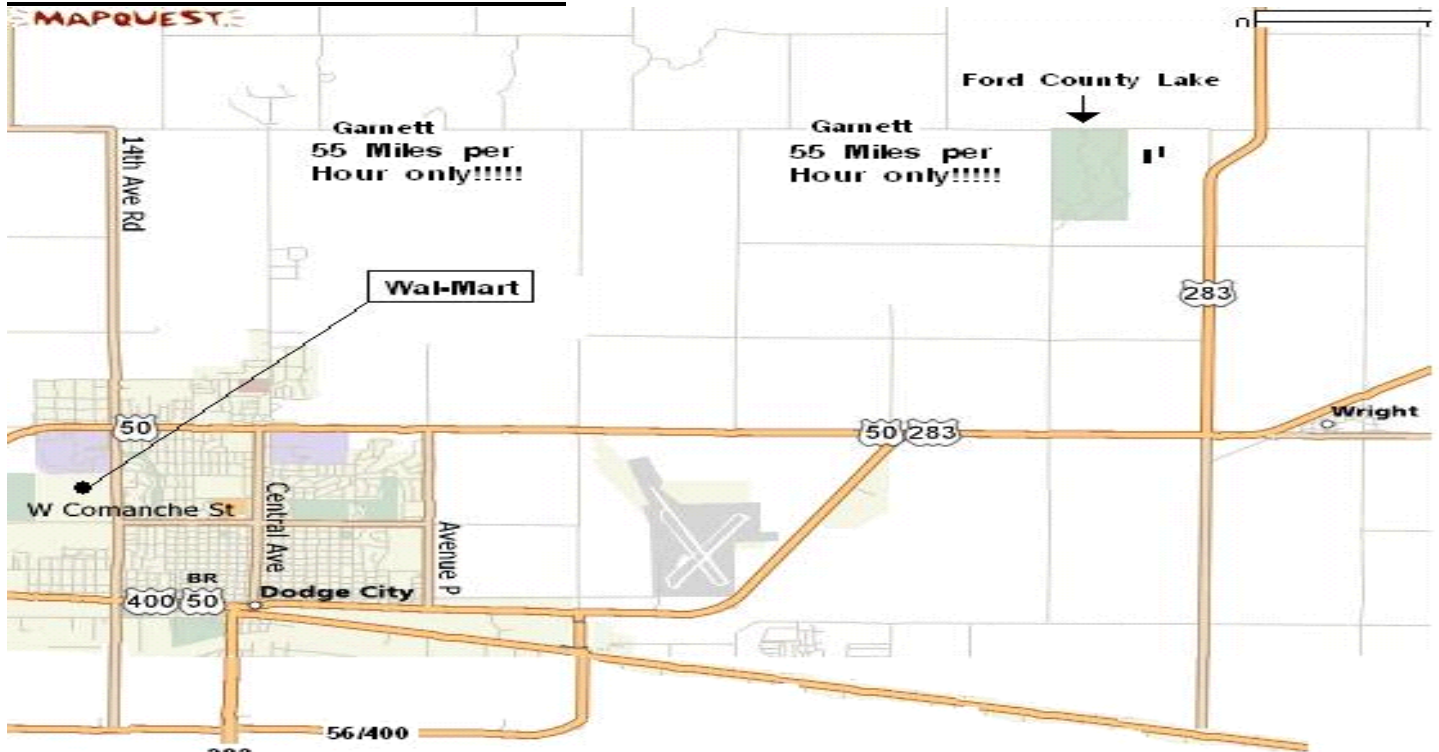 MAPQUEST
0
Ford County Lake
Garnett
55 Miles per
Hour only!!!!!
Garnett
55 Miles per
Hour only!!!!!
14th Ave Rd
Wal-Mart
283
50
50 283
Wright
W Comanche St
Central Ave
Avenue P
BR
400 50
Dodge City
56/400